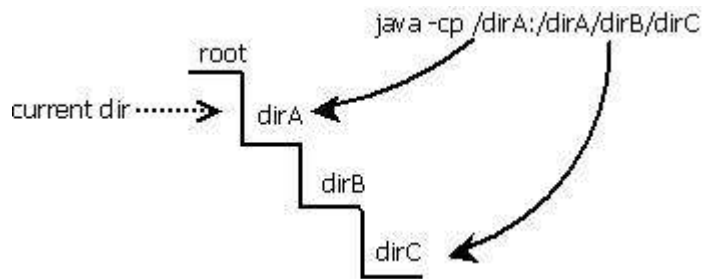 java -cp /dirA:/dirA/dirB/dirC
root
current dir
dirA
dirB
dirC